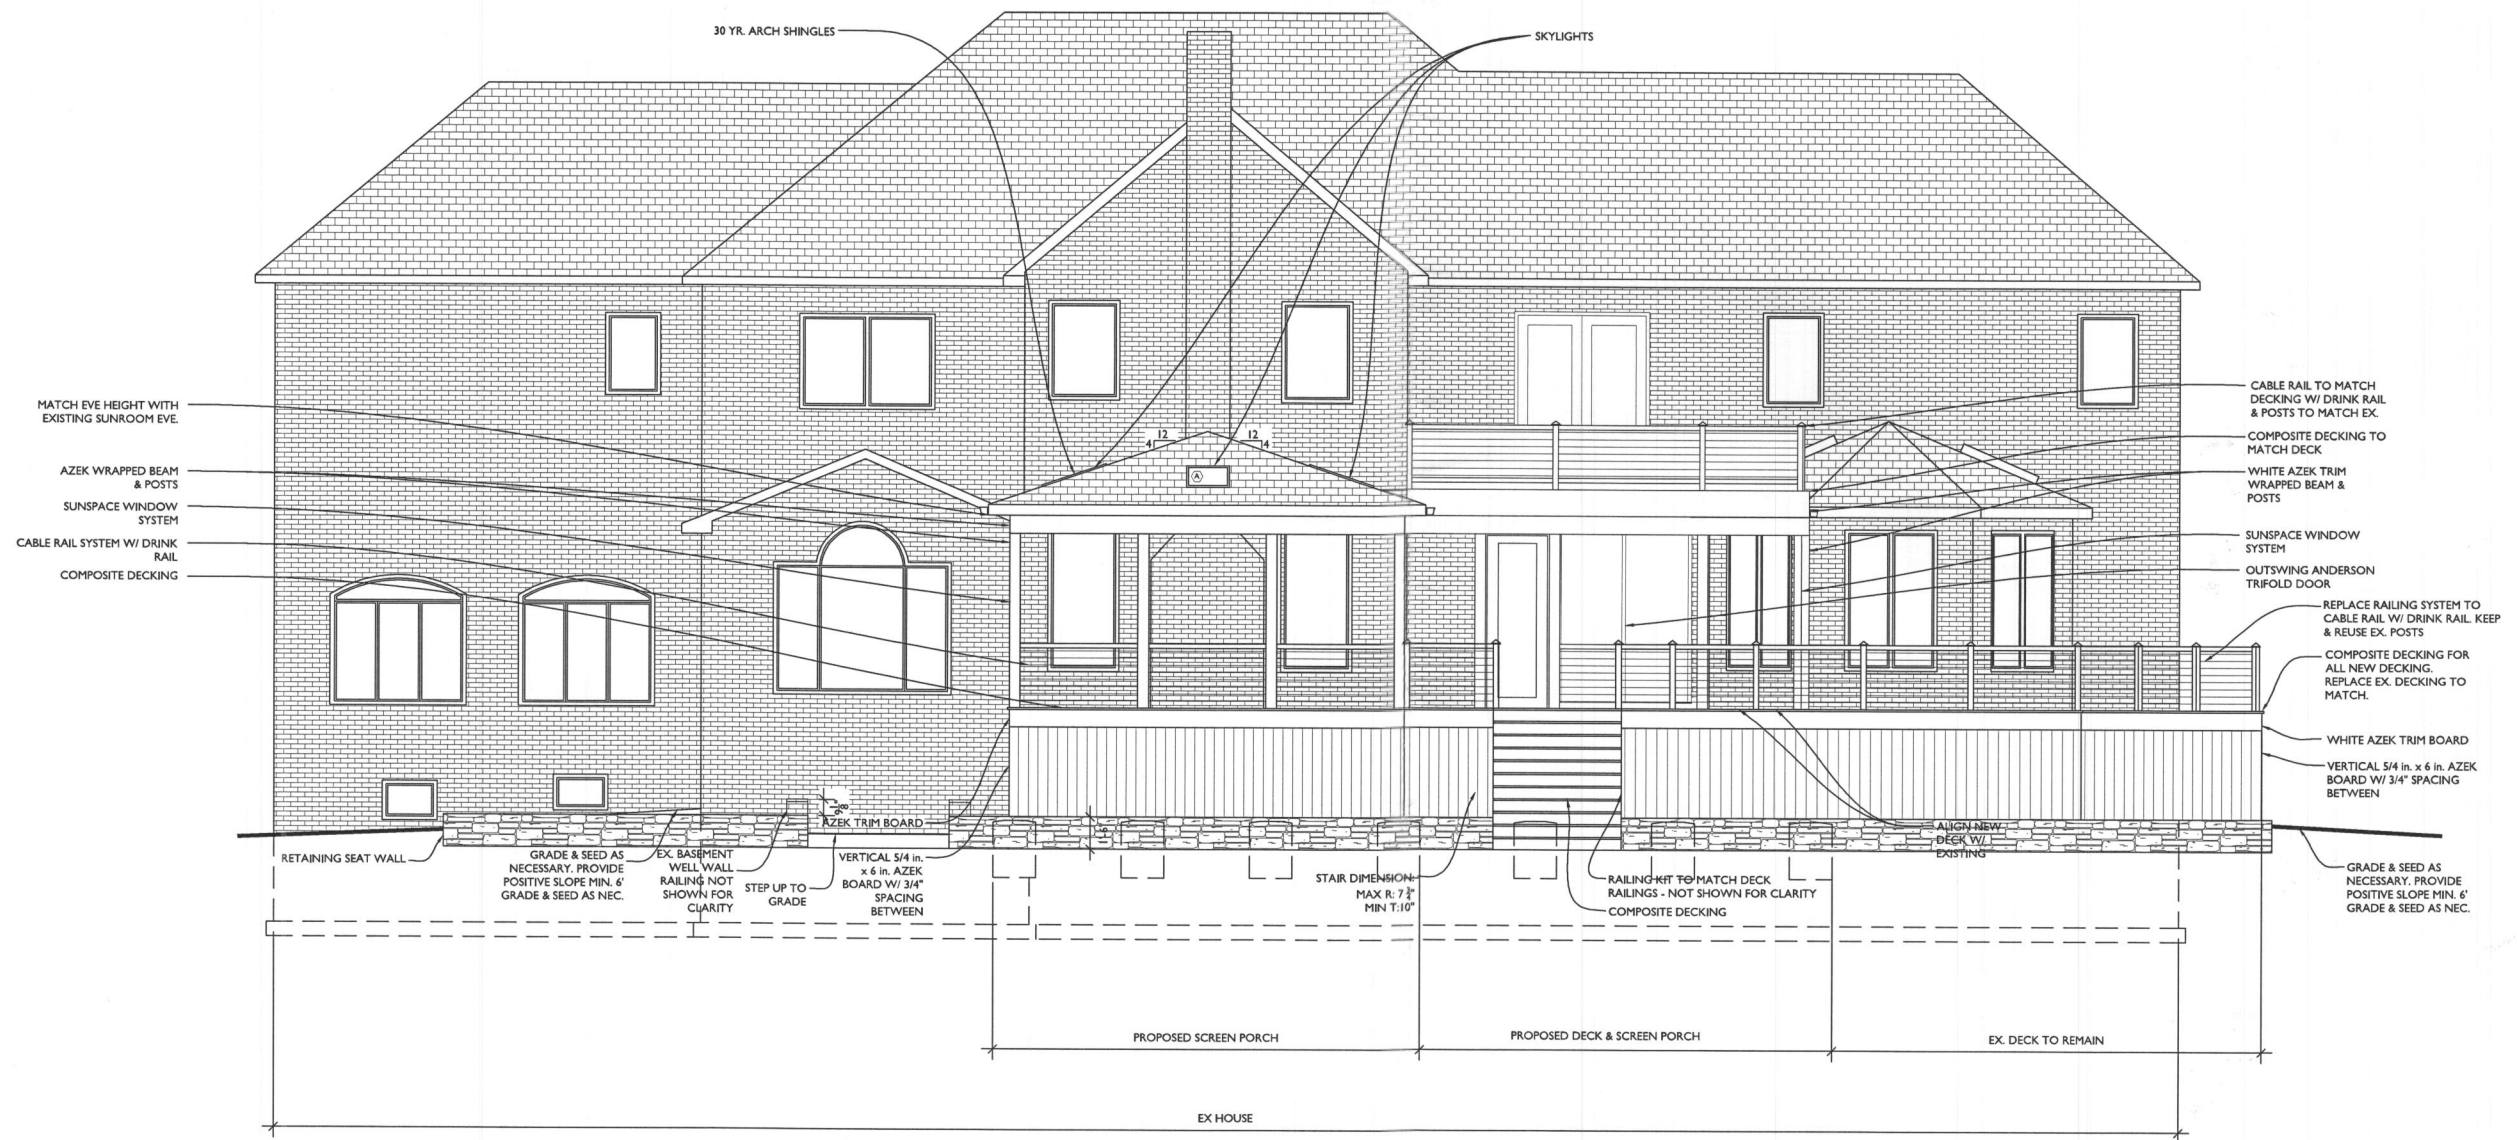 30 YR. ARCH SHINGLES
SKYLIGHTS
MATCH EVE HEIGHT WITH
EXISTING SUNROOM EVE.
AZEK WRAPPED BEAM
& POSTS
SUNSPACE WINDOW
SYSTEM
CABLE RAIL SYSTEM W/ DRINK
RAIL
COMPOSITE DECKING
12
4
12
4
A
CABLE RAIL TO MATCH
DECKING W/ DRINK RAIL
& POSTS TO MATCH EX.
COMPOSITE DECKING TO
MATCH DECK
WHITE AZEK TRIM
WRAPPED BEAM &
POSTS
SUNSPACE WINDOW
SYSTEM
OUTSWING ANDERSON
TRIFOLD DOOR
REPLACE RAILING SYSTEM TO
CABLE RAIL W/ DRINK RAIL. KEEP
& REUSE EX. POSTS
COMPOSITE DECKING FOR
ALL NEW DECKING.
REPLACE EX. DECKING TO
MATCH.
WHITE AZEK TRIM BOARD
VERTICAL 5/4 in. x 6 in. AZEK
BOARD W/ 3/4" SPACING
BETWEEN
RETAINING SEAT WALL
GRADE & SEED AS
NECESSARY. PROVIDE
POSITIVE SLOPE MIN. 6'
GRADE & SEED AS NEC.
EX. BASEMENT
WELL WALL
RAILING NOT
SHOWN FOR
CLARITY
STEP UP TO
GRADE
AZEK TRIM BOARD
VERTICAL 5/4 in.
x 6 in. AZEK
BOARD W/ 3/4"
SPACING
BETWEEN
STAIR DIMENSION:
MAX R: 7 3/4"
MIN T:10"
RAILING KIT TO MATCH DECK
RAILINGS - NOT SHOWN FOR CLARITY
COMPOSITE DECKING
ALIGN NEW
DECK W/
EXISTING
GRADE & SEED AS
NECESSARY. PROVIDE
POSITIVE SLOPE MIN. 6'
GRADE & SEED AS NEC.
PROPOSED SCREEN PORCH
PROPOSED DECK & SCREEN PORCH
EX. DECK TO REMAIN
EX HOUSE